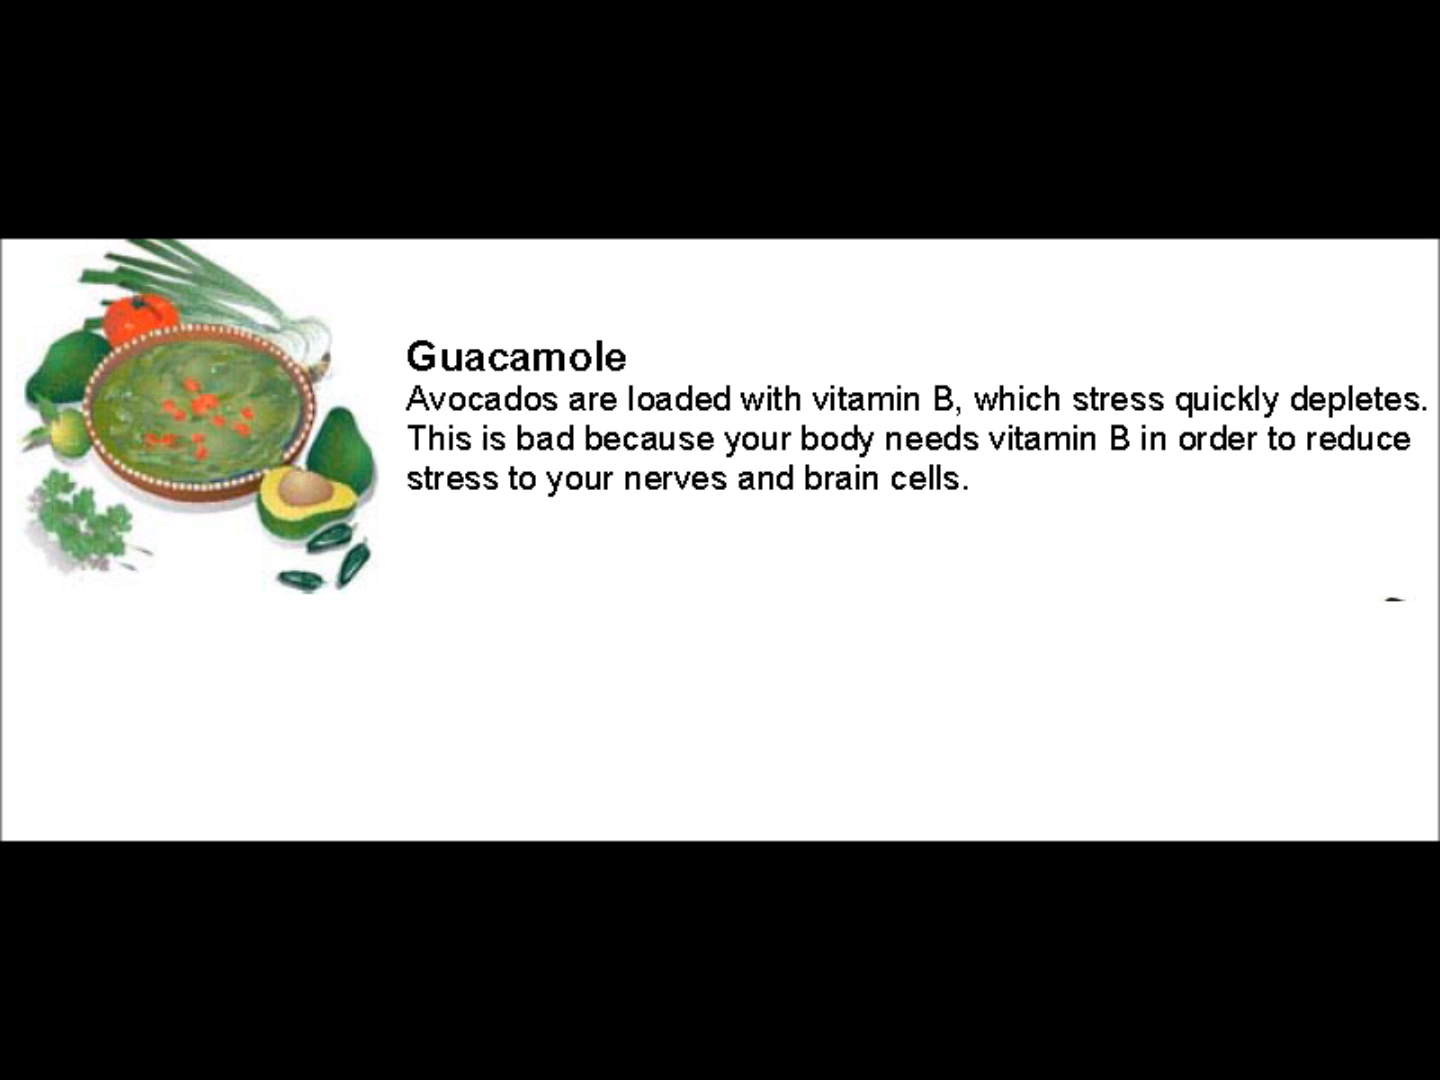 Guacamole
Avocados are loaded with vitamin B, which stress quickly depletes.
This is bad because your body needs vitamin B in order to reduce
stress to your nerves and brain cells.